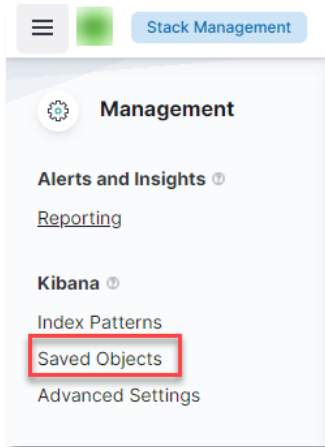 Stack Management
Management
Alerts and Insights
Reporting
Kibana
Index Patterns
Saved Objects
Advanced Settings